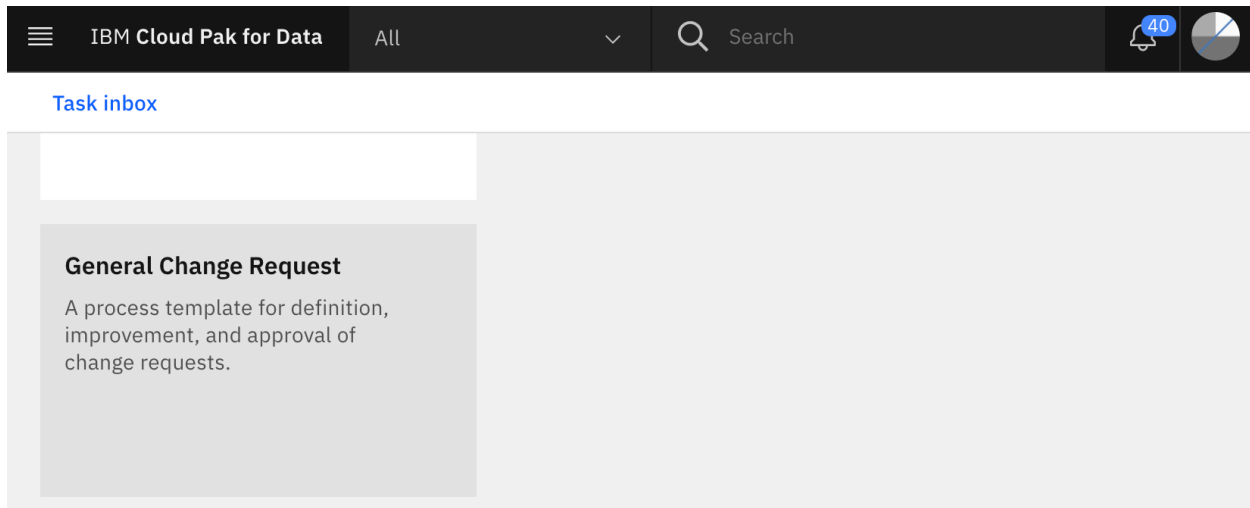 IBM Cloud Pak for Data All Search 40
Task inbox
General Change Request
A process template for definition,
improvement, and approval of
change requests.